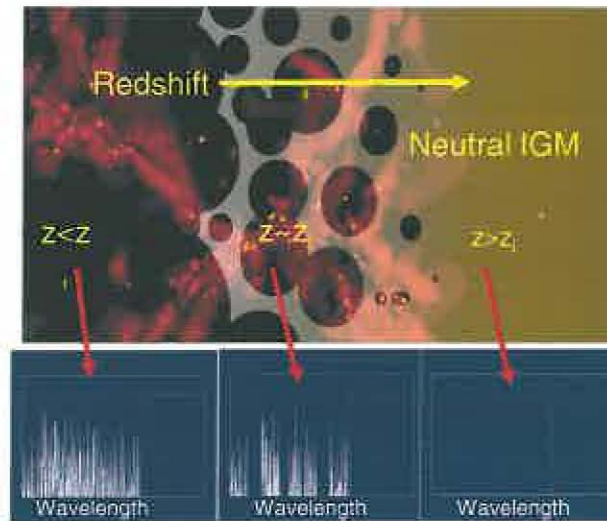 Redshift
Neutral IGM
z<z
i
z~z
z>zᵢ
Wavelength
Wavelength
Wavelength